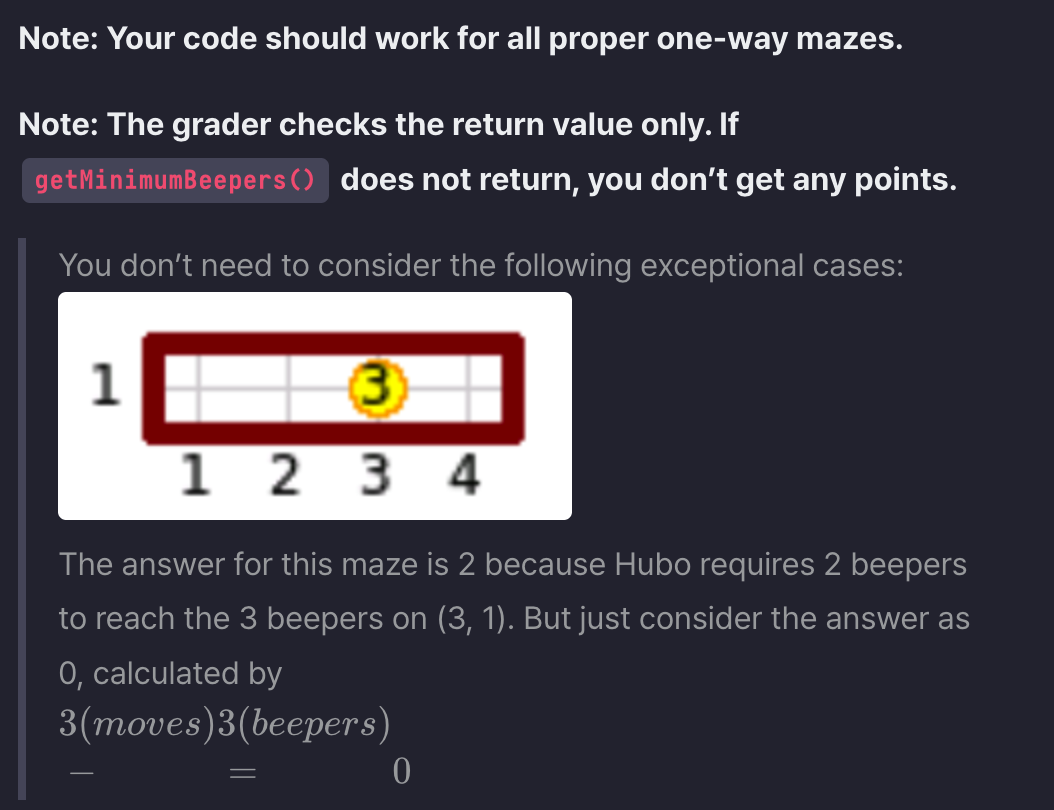 Note: Your code should work for all proper one-way mazes.
Note: The grader checks the return value only. If
getMinimumBeepers() does not return, you don’t get any points.
You don’t need to consider the following exceptional cases:
1 3
1 2 3 4
The answer for this maze is 2 because Hubo requires 2 beepers
to reach the 3 beepers on (3, 1). But just consider the answer as
0, calculated by
3(moves)3(beepers)
− = 0